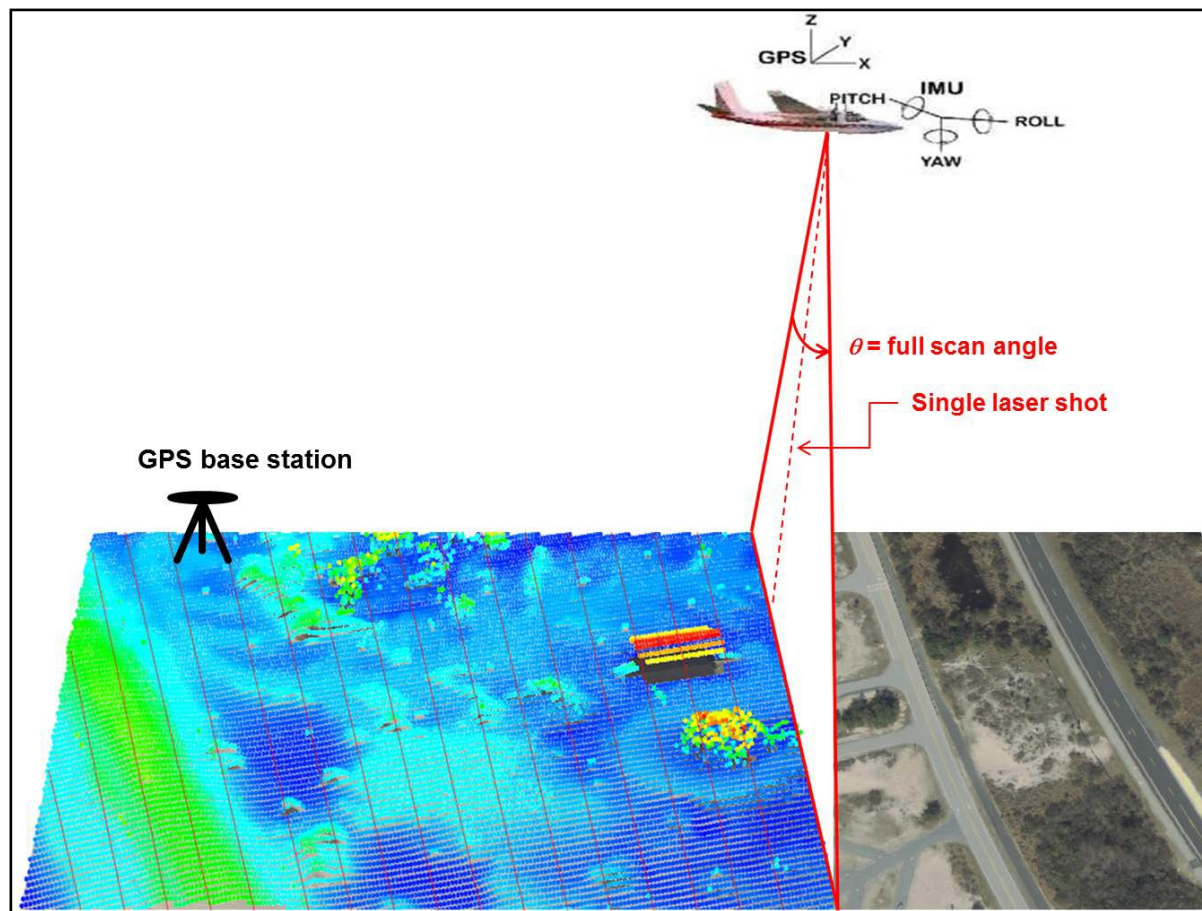 Z
Y
GPS
X
IMU
PITCH
ROLL
YAW
θ = full scan angle
Single laser shot
GPS base station